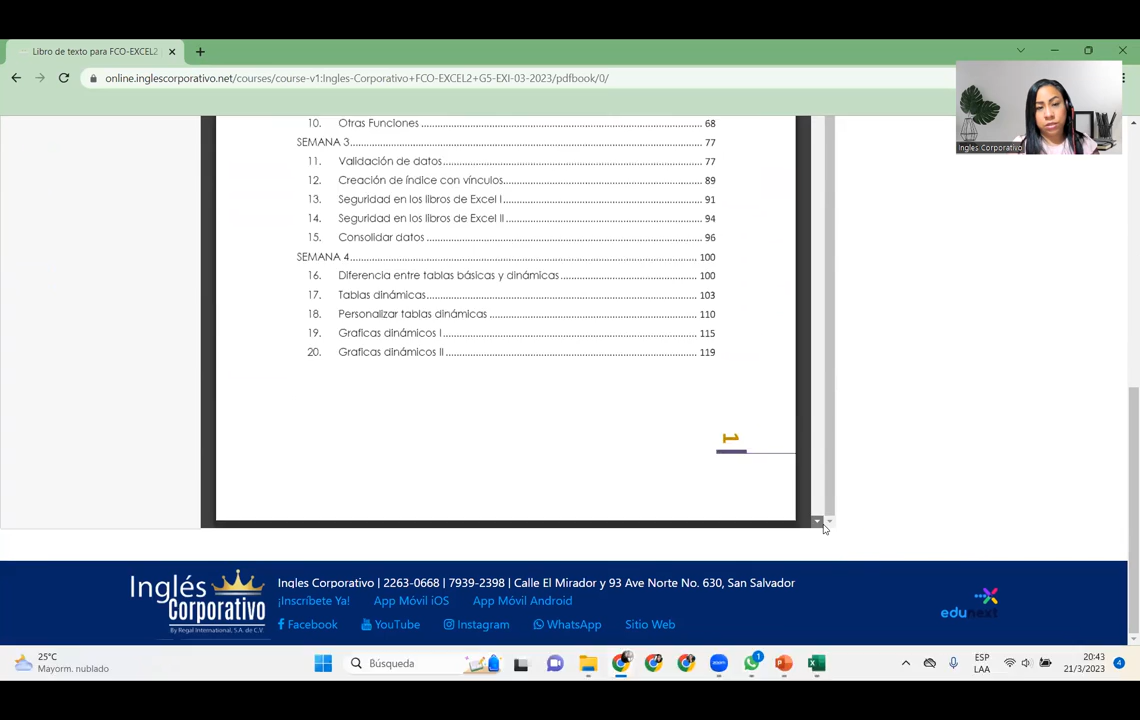 Libro de texto para FCO-EXCEL2
online.inglescorporativo.net/courses/course-v1:Ingles-Corporativo+FCO-EXCEL2+G5-EXI-03-2023/pdfbook/0/
Ingles Corporativo
10. Otras Funciones 68
SEMANA 3 77
11. Validación de datos 77
12. Creación de índice con vínculos 89
13. Seguridad en los libros de Excel I 91
14. Seguridad en los libros de Excel II 94
15. Consolidar datos 96
SEMANA 4 100
16. Diferencia entre tablas básicas y dinámicas 100
17. Tablas dinámicas 103
18. Personalizar tablas dinámicas 110
19. Graficas dinámicos I 115
20. Graficas dinámicos II 119
1
Inglés
Corporativo
By Regal International, S.A. de C.V.
Ingles Corporativo | 2263-0668 | 7939-2398 | Calle El Mirador y 93 Ave Norte No. 630, San Salvador
¡Inscríbete Ya! App Móvil iOS App Móvil Android
Facebook YouTube Instagram WhatsApp Sitio Web
edunext
25°C
Mayorm. nublado
Búsqueda
zoom
1
ESP
LAA
20:43
21/3/2023
4